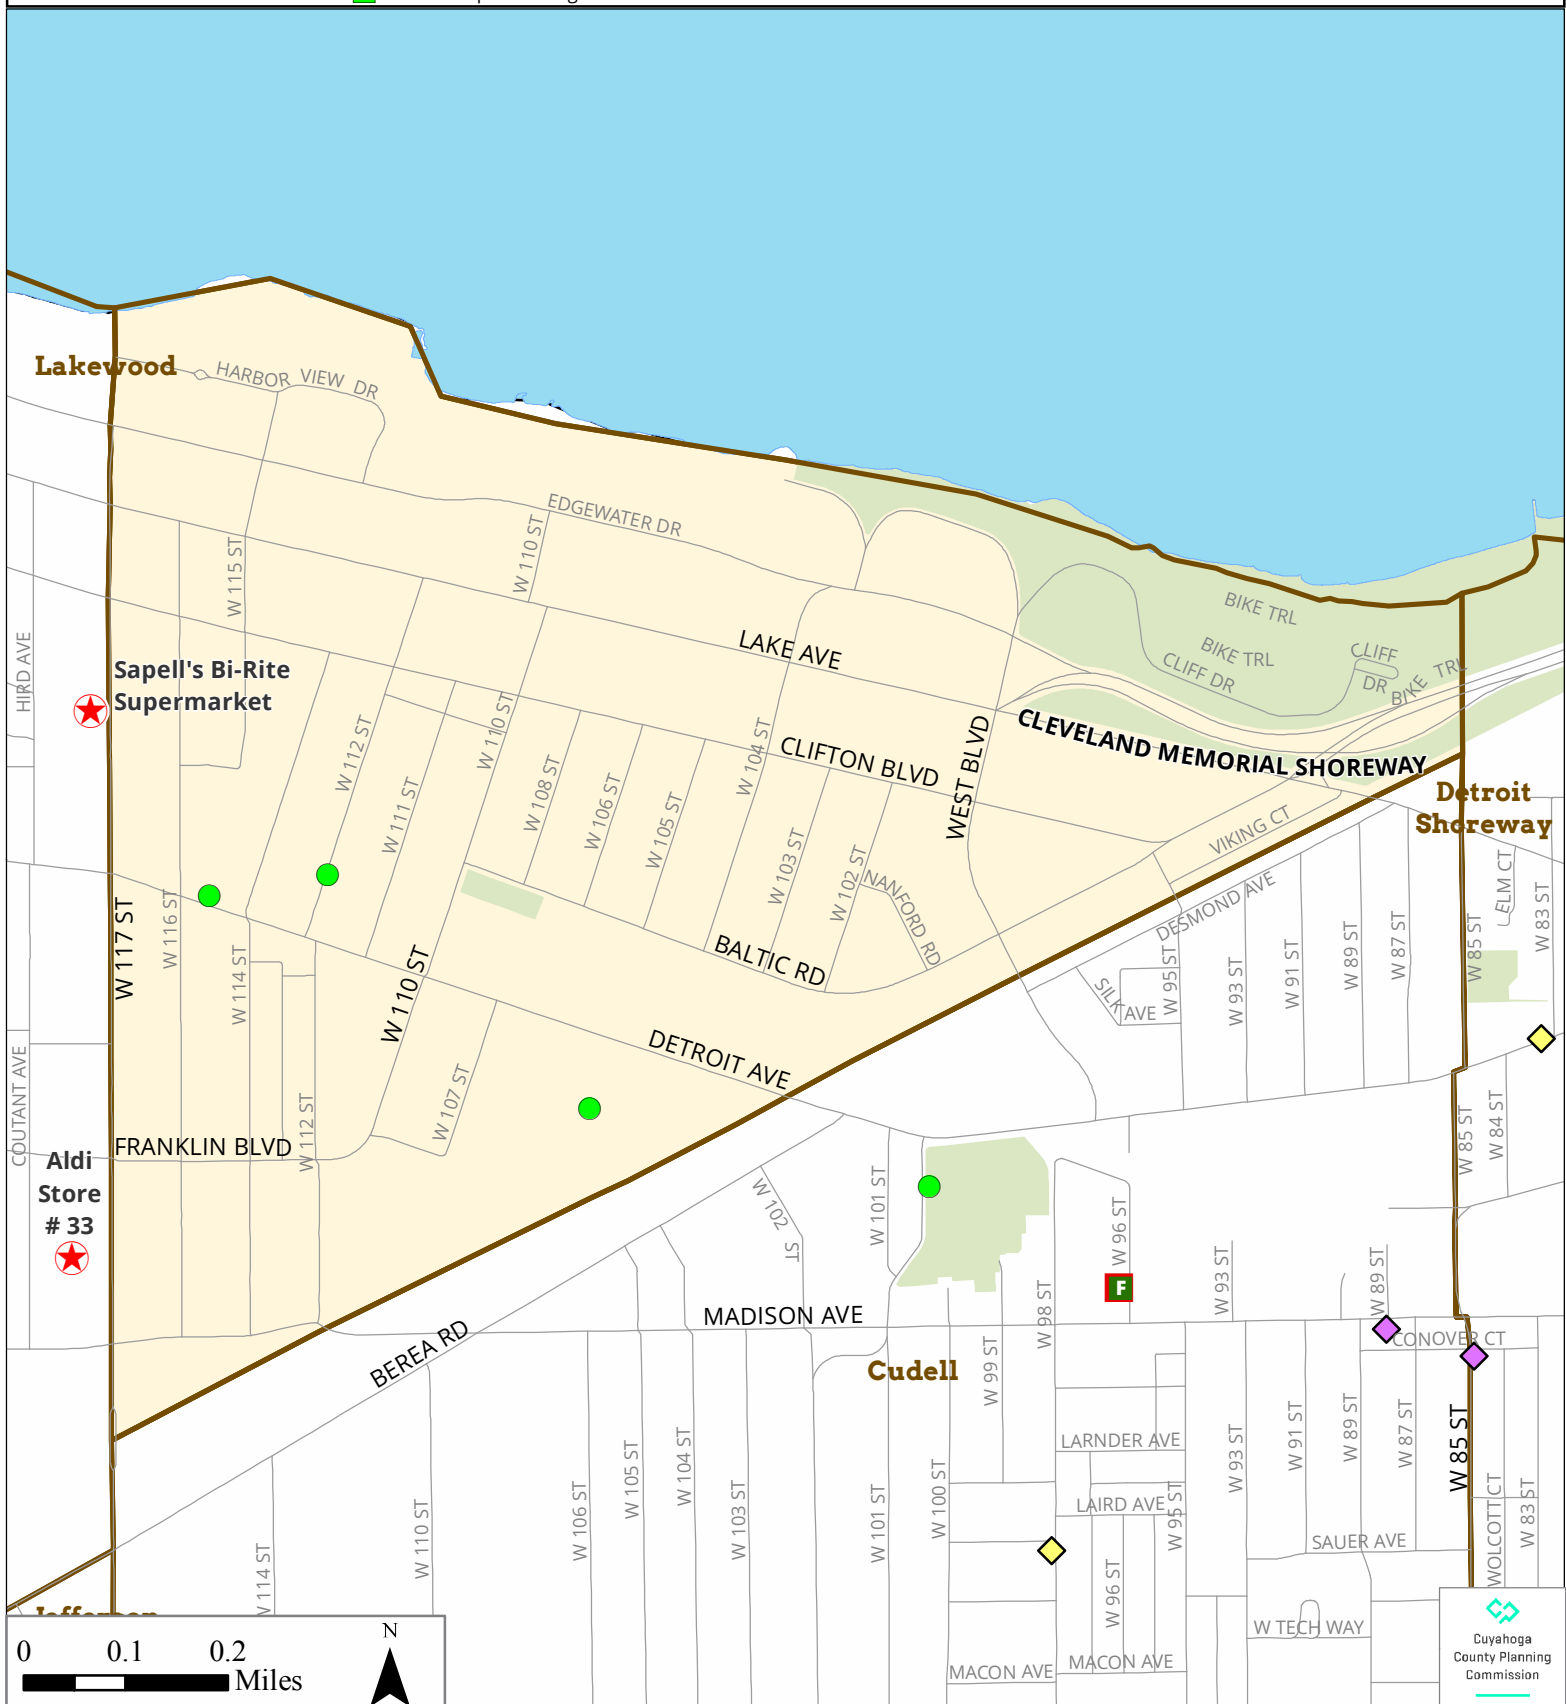 Lakewood
HARBOR VIEW DR
EDGEWATER DR
W 110 ST
W 115 ST
BIKE TRL
LAKE AVE
BIKE TRL
CLIFF DR
CLIFF
DR
BIKE TRL
HIRD AVE
Sapell's Bi-Rite
Supermarket
W 112 ST
W 110 ST
W 111 ST
W 108 ST
W 106 ST
W 105 ST
W 104 ST
CLIFTON BLVD
WEST BLVD
CLEVELAND MEMORIAL SHOREWAY
Detroit
Shoreway
VIKING CT
W 103 ST
W 102 ST
NANFORD RD
DESMOND AVE
ELM CT
W 83 ST
W 117 ST
W 116 ST
W 114 ST
W 110 ST
BALTIC RD
SILK
AVE
W 95 ST
W 93 ST
W 91 ST
W 89 ST
W 87 ST
W 85 ST
DETROIT AVE
COUTANT AVE
W 107 ST
W 112 ST
FRANKLIN BLVD
Aldi
Store
# 33
W 102 ST
W 101 ST
W 96 ST
W 85 ST
W 84 ST
F
W 93 ST
W 89 ST
W 98 ST
MADISON AVE
BEREA RD
CONOVER CT
Cudell
W 99 ST
LARNDER AVE
W 93 ST
W 91 ST
W 89 ST
W 87 ST
W 85 ST
W 114 ST
W 110 ST
W 106 ST
W 105 ST
W 104 ST
W 103 ST
W 101 ST
W 100 ST
LAIRD AVE
W 95 ST
W 96 ST
SAUER AVE
WOLCOTT CT
W 83 ST
W TECH WAY
MACON AVE
MACON AVE
Jefferson
0 0.1 0.2
Miles
N
Cuyahoga
County Planning
Commission